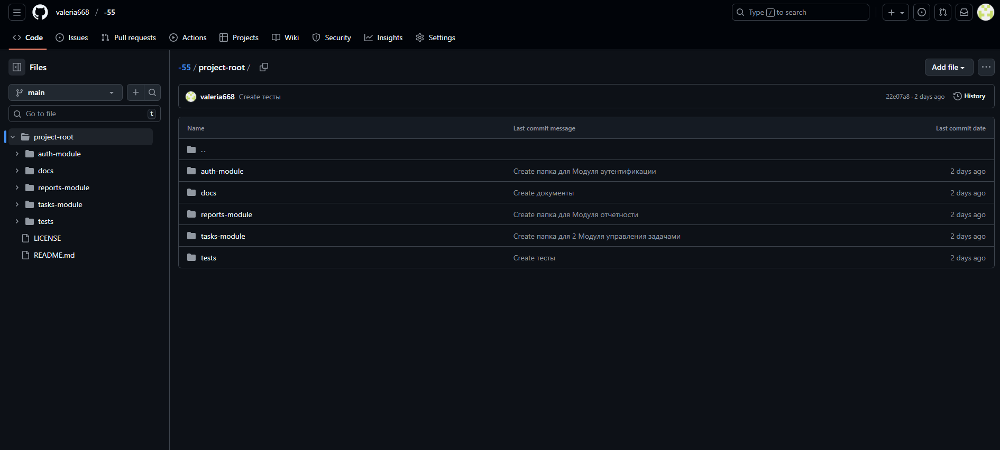 valeria668 / -55
Type / to search
Code Issues Pull requests Actions Projects Wiki Security Insights Settings
Files
main
Go to file t
project-root
auth-module
docs
reports-module
tasks-module
tests
LICENSE
README.md
-55 / project-root /
Add file
valeria668 Create тесты
22e07a8 · 2 days ago History
Name Last commit message Last commit date
..
auth-module Create папка для Модуля аутентификации 2 days ago
docs Create документы 2 days ago
reports-module Create папка для Модуля отчетности 2 days ago
tasks-module Create папка для 2 Модуля управления задачами 2 days ago
tests Create тесты 2 days ago